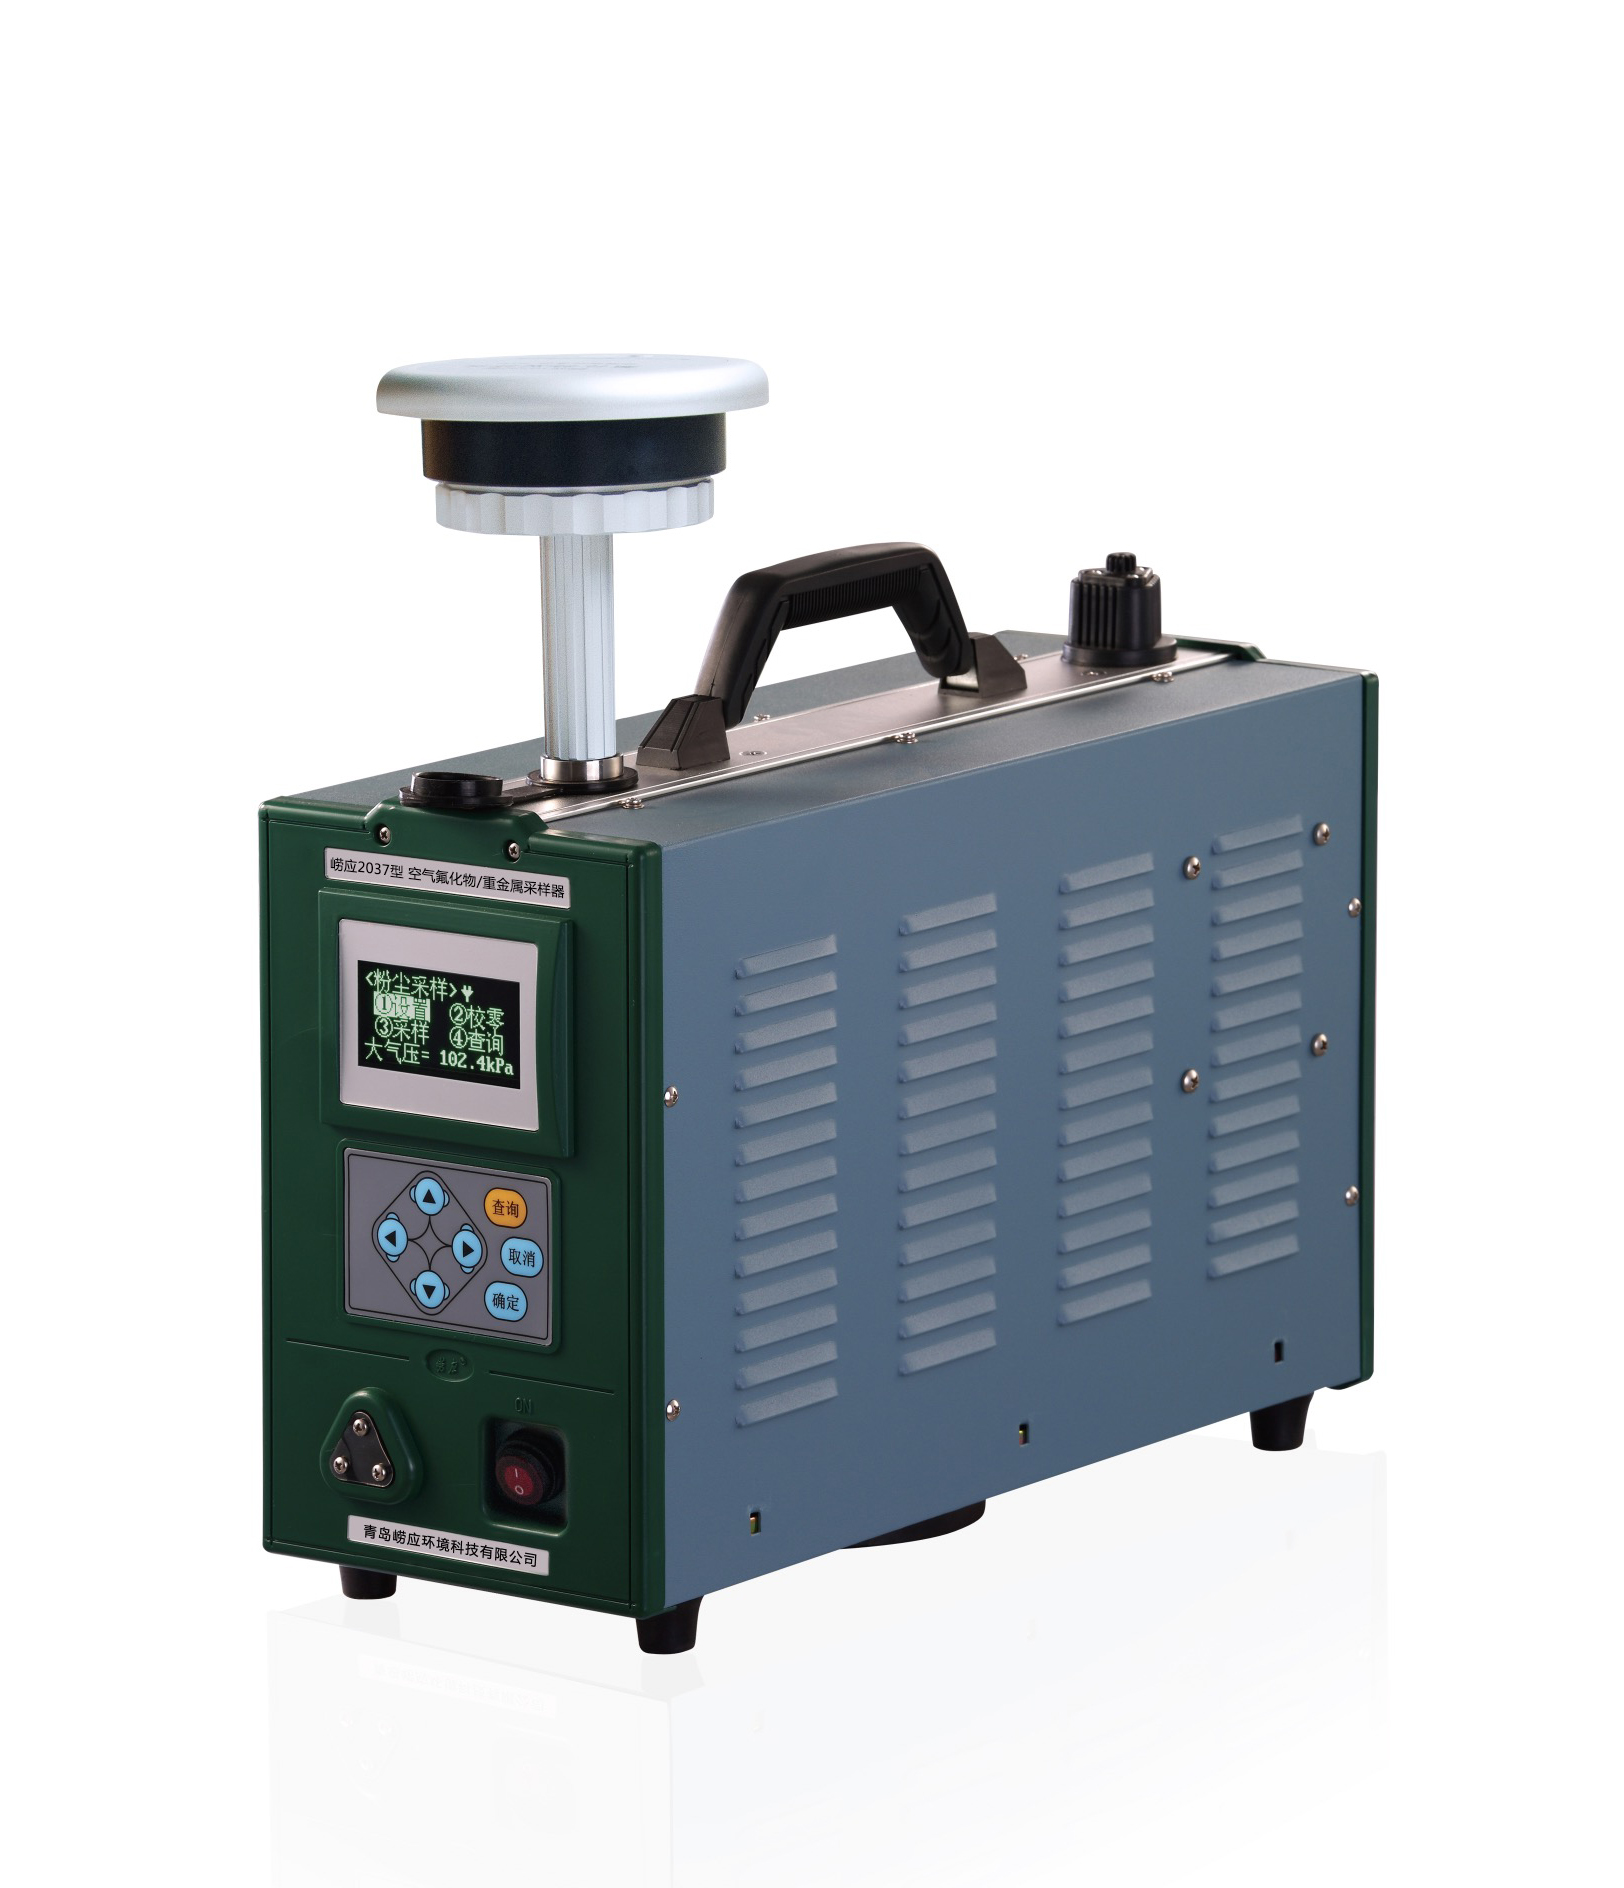 崂应2037型 空气氟化物/重金属采样器
<粉尘采样>
①设置 ②校零
③采样 ④查询
大气压= 102.4kPa
查询
取消
确定
ON
青岛崂应环境科技有限公司